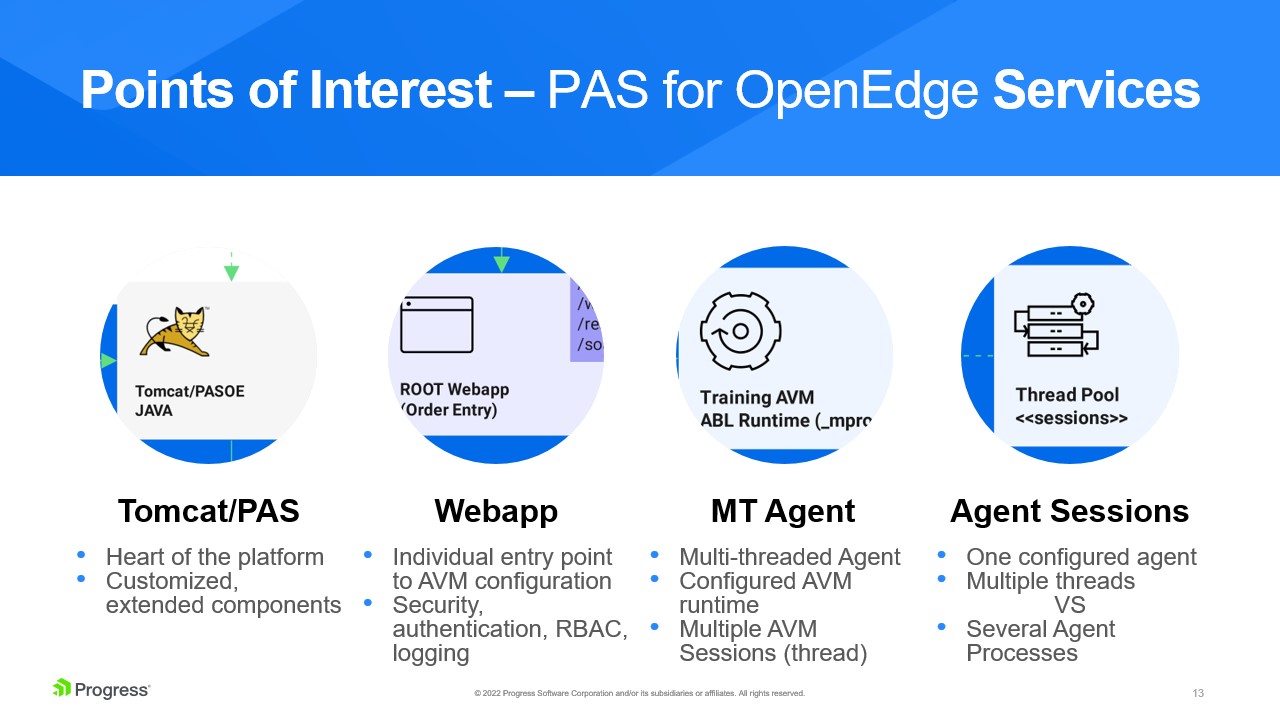 Points of Interest – PAS for OpenEdge Services
Tomcat/PASOE
JAVA
ROOT Webapp
(Order Entry)
/re
/so
Training AVM
ABL Runtime (_mpro
Thread Pool
<<sessions>>
Tomcat/PAS
• Heart of the platform
• Customized,
extended components
Webapp
• Individual entry point
to AVM configuration
• Security,
authentication, RBAC,
logging
MT Agent
• Multi-threaded Agent
• Configured AVM
runtime
• Multiple AVM
Sessions (thread)
Agent Sessions
• One configured agent
• Multiple threads
VS
• Several Agent
Processes
Progress
© 2022 Progress Software Corporation and/or its subsidiaries or affiliates. All rights reserved.
13